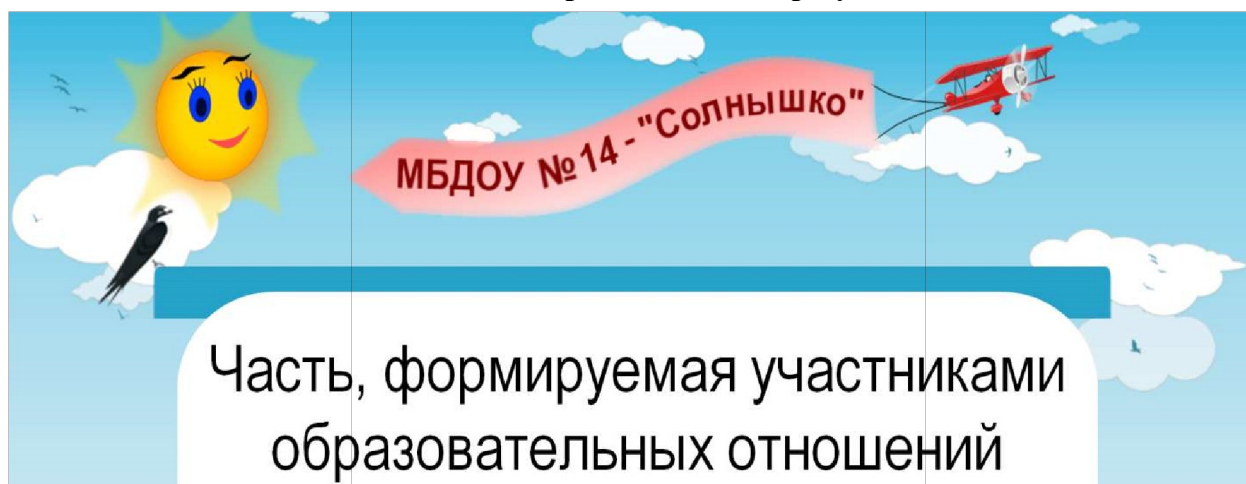 МБДОУ №14 - "Солнышко"
Часть, формируемая участниками
образовательных отношений